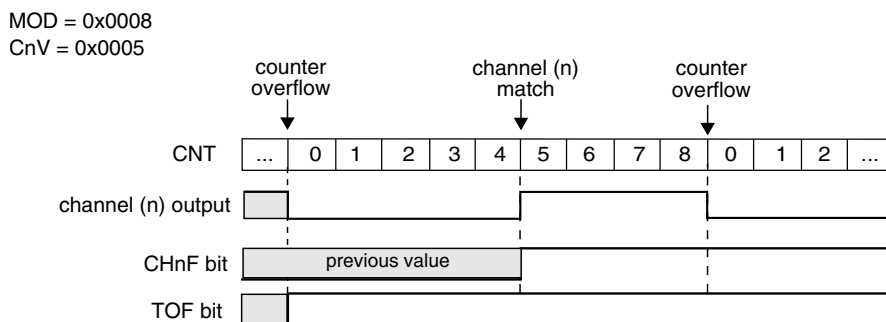 MOD = 0x0008
CnV = 0x0005
counter overflow
channel (n) match
counter overflow
CNT ... 0 1 2 3 4 5 6 7 8 0 1 2 ...
channel (n) output
CHnF bit previous value
TOF bit